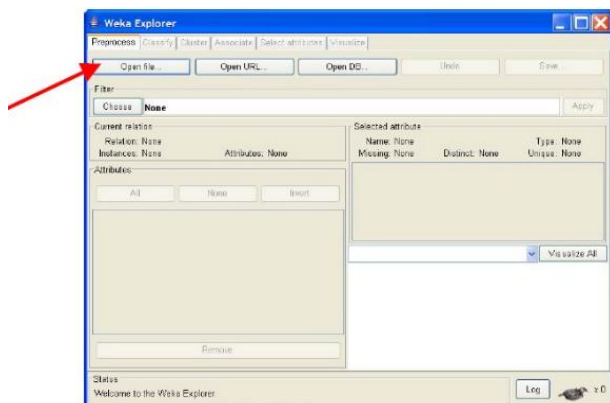 Weka Explorer
Preprocess Classify Cluster Associate Select attributes Visualize
Open file... Open URL... Open DB... Undo Save...
Filter
Choose None Apply
Current relation
Relation: None
Instances: None Attributes: None
Selected attribute
Name: None Type: None
Missing: None Distinct: None Unique: None
Attributes
All None Invert
Visualize All
Remove
Status
Welcome to the Weka Explorer
Log x 0